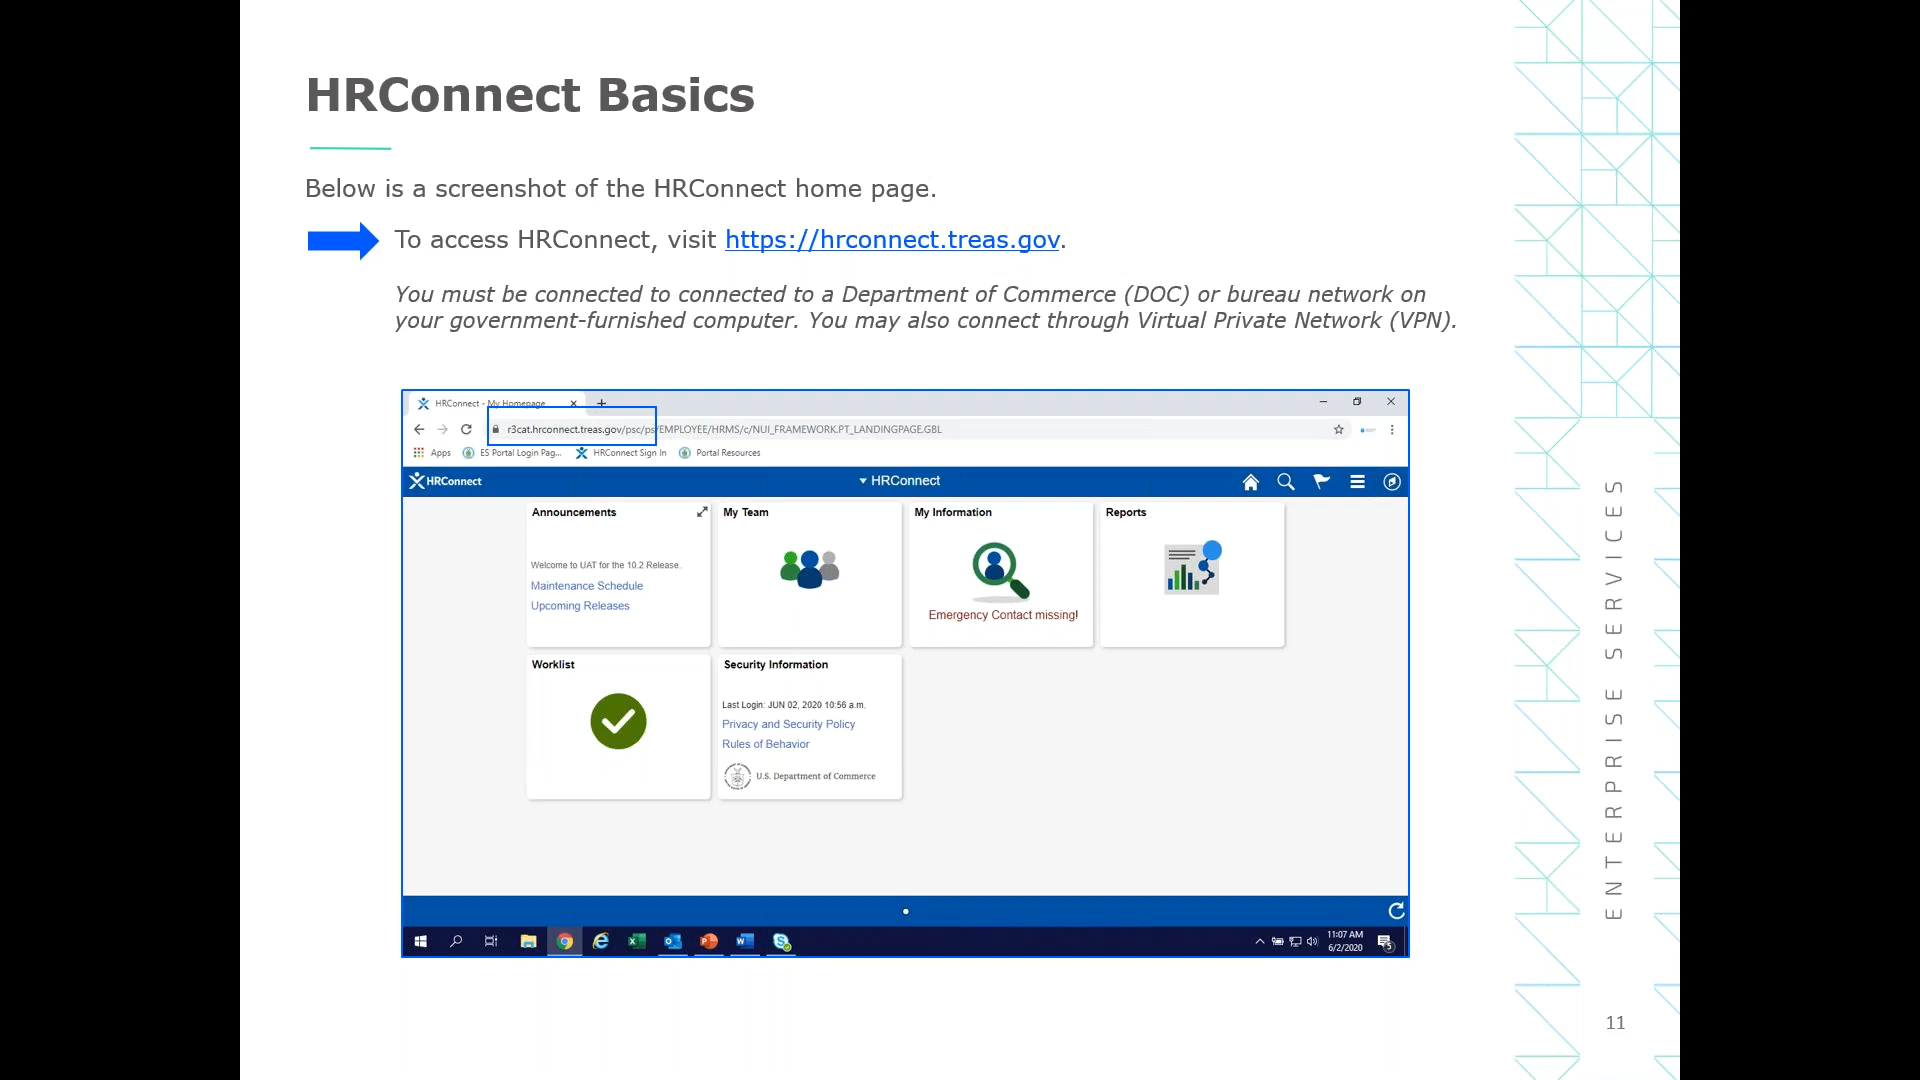 HRConnect Basics
Below is a screenshot of the HRConnect home page.
To access HRConnect, visit https://hrconnect.treas.gov.
You must be connected to connected to a Department of Commerce (DOC) or bureau network on
your government-furnished computer. You may also connect through Virtual Private Network (VPN).
HRConnect - My Homepage
r3cat.hrconnect.treas.gov/psc/ps/EMPLOYEE/HRMS/c/NUI_FRAMEWORK.PT_LANDINGPAGE.GBL
Apps ES Portal Login Pag... HRConnect Sign In Portal Resources
HRConnect HRConnect
Announcements My Team My Information Reports
Welcome to UAT for the 10.2 Release.
Maintenance Schedule
Upcoming Releases
Emergency Contact missing!
Worklist Security Information
Last Login: JUN 02, 2020 10:56 a.m.
Privacy and Security Policy
Rules of Behavior
U.S. Department of Commerce
11:07 AM
6/2/2020
5
ENTERPRISE SERVICES
11